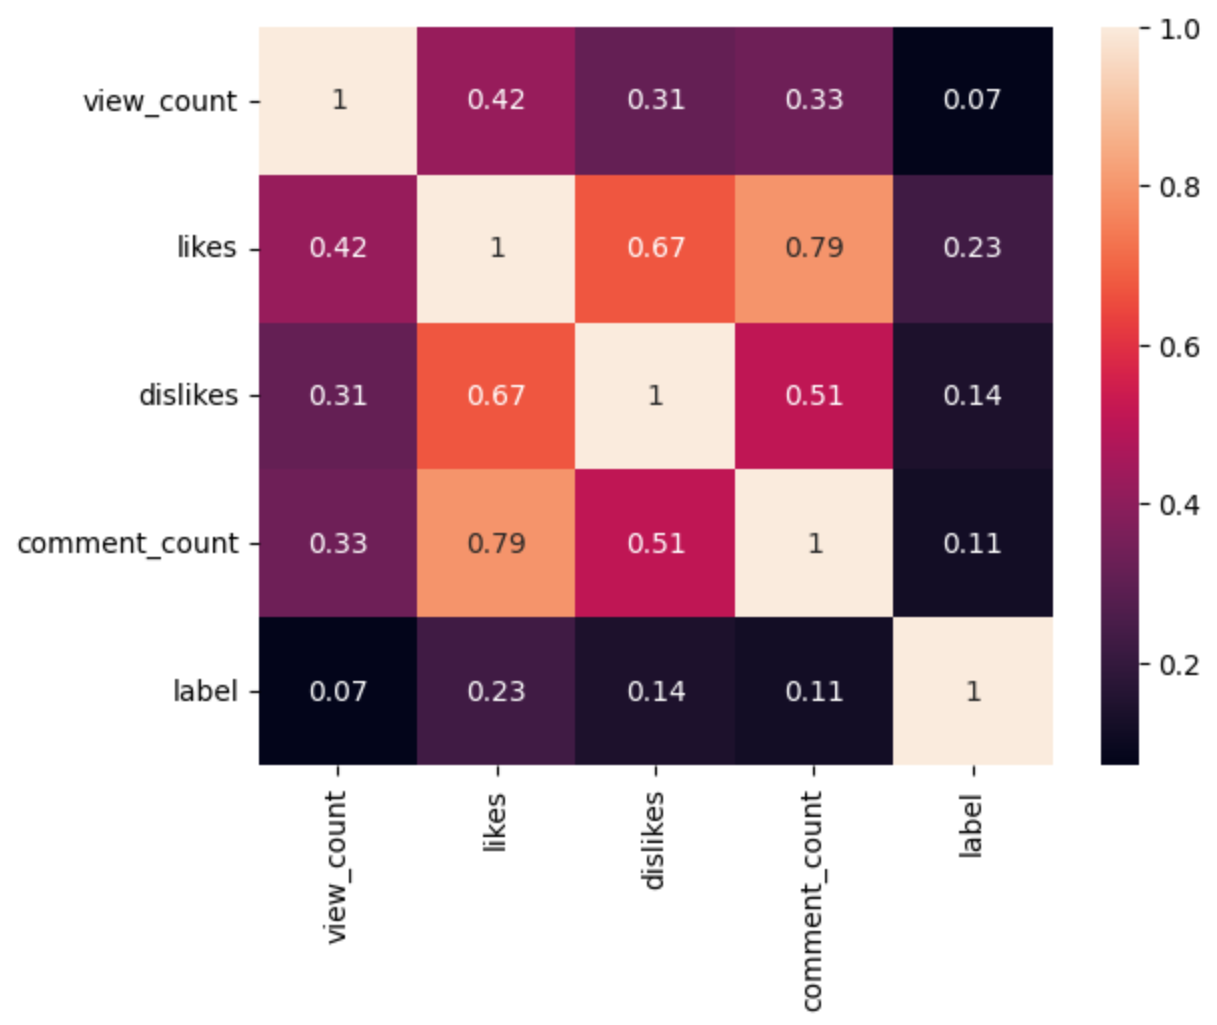 view_count 1 0.42 0.31 0.33 0.07
likes 0.42 1 0.67 0.79 0.23
dislikes 0.31 0.67 1 0.51 0.14
comment_count 0.33 0.79 0.51 1 0.11
label 0.07 0.23 0.14 0.11 1
view_count
likes
dislikes
comment_count
label
1.0
0.8
0.6
0.4
0.2